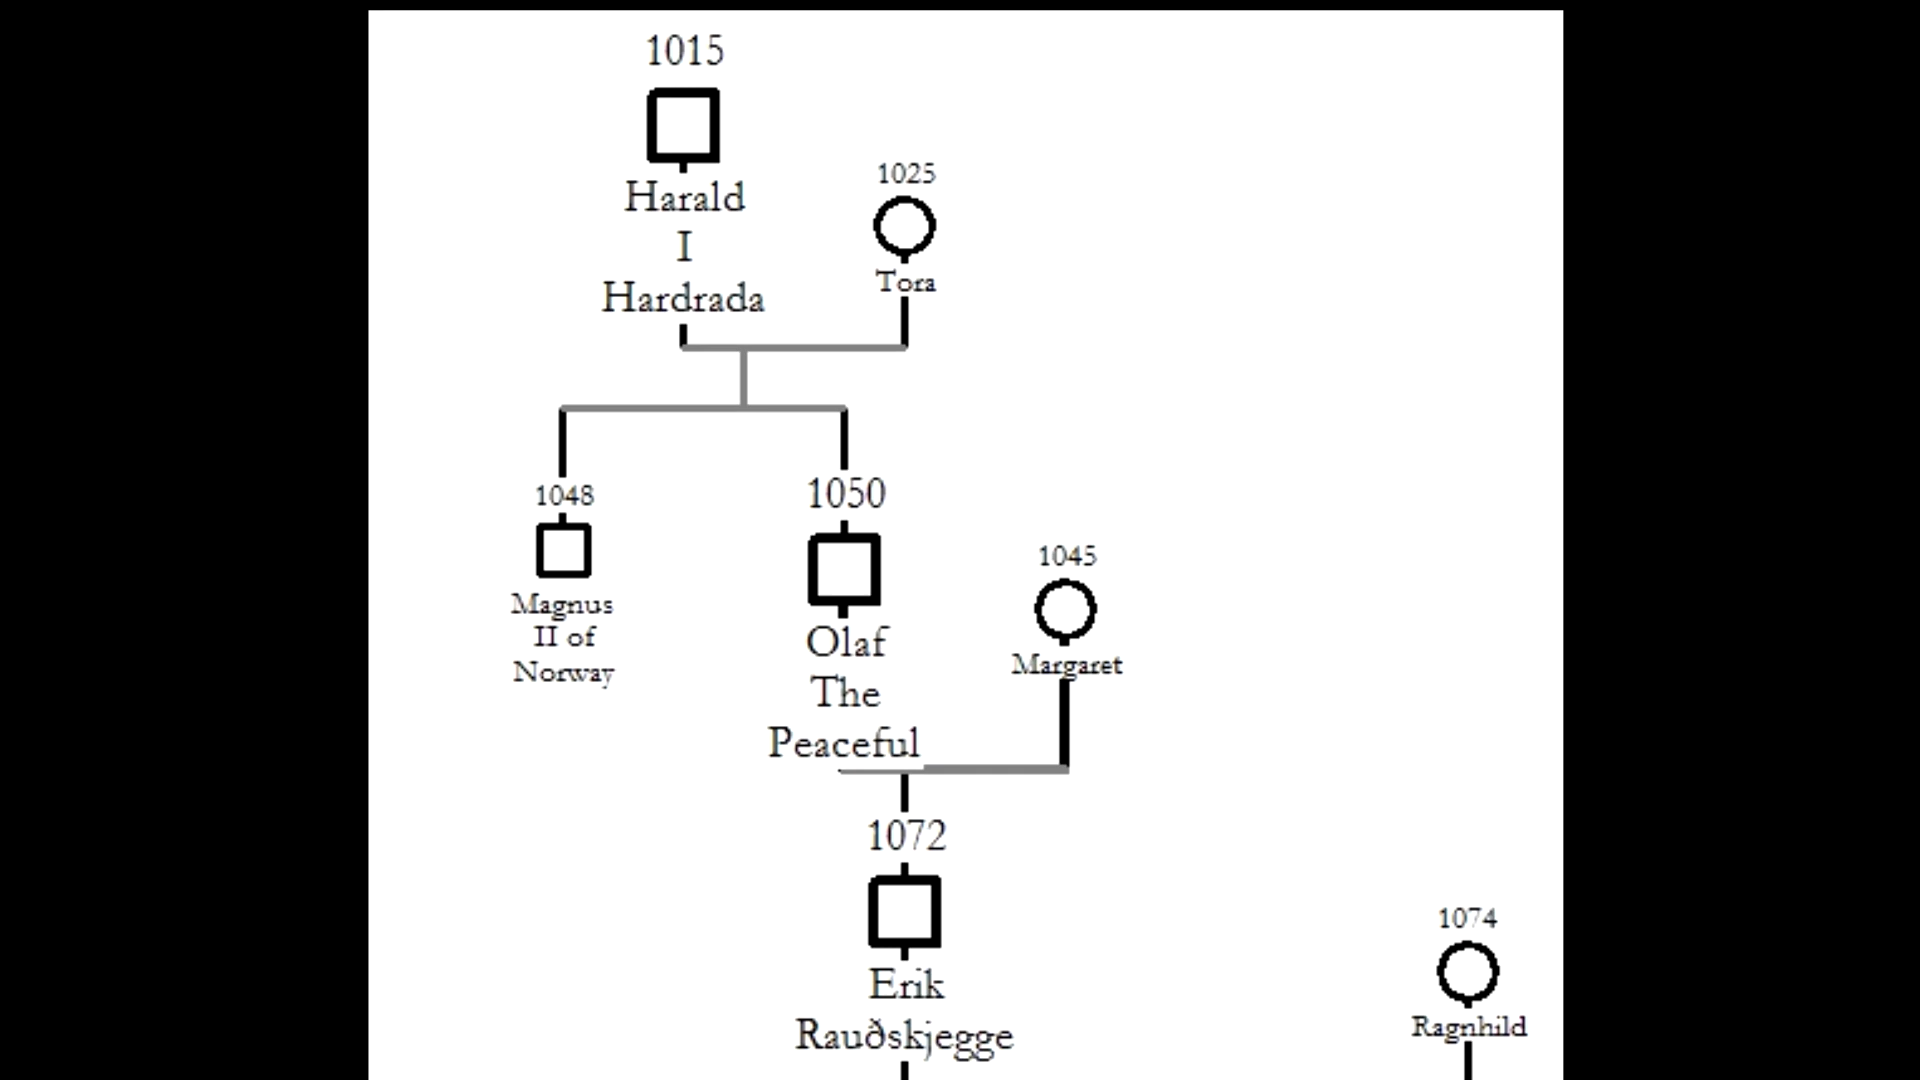 1015
Harald
I
Hardrada
1025
Tora
1048
Magnus
II of
Norway
1050
Olaf
The
Peaceful
1045
Margaret
1072
Erik
Rauðskjegge
1074
Ragnhild